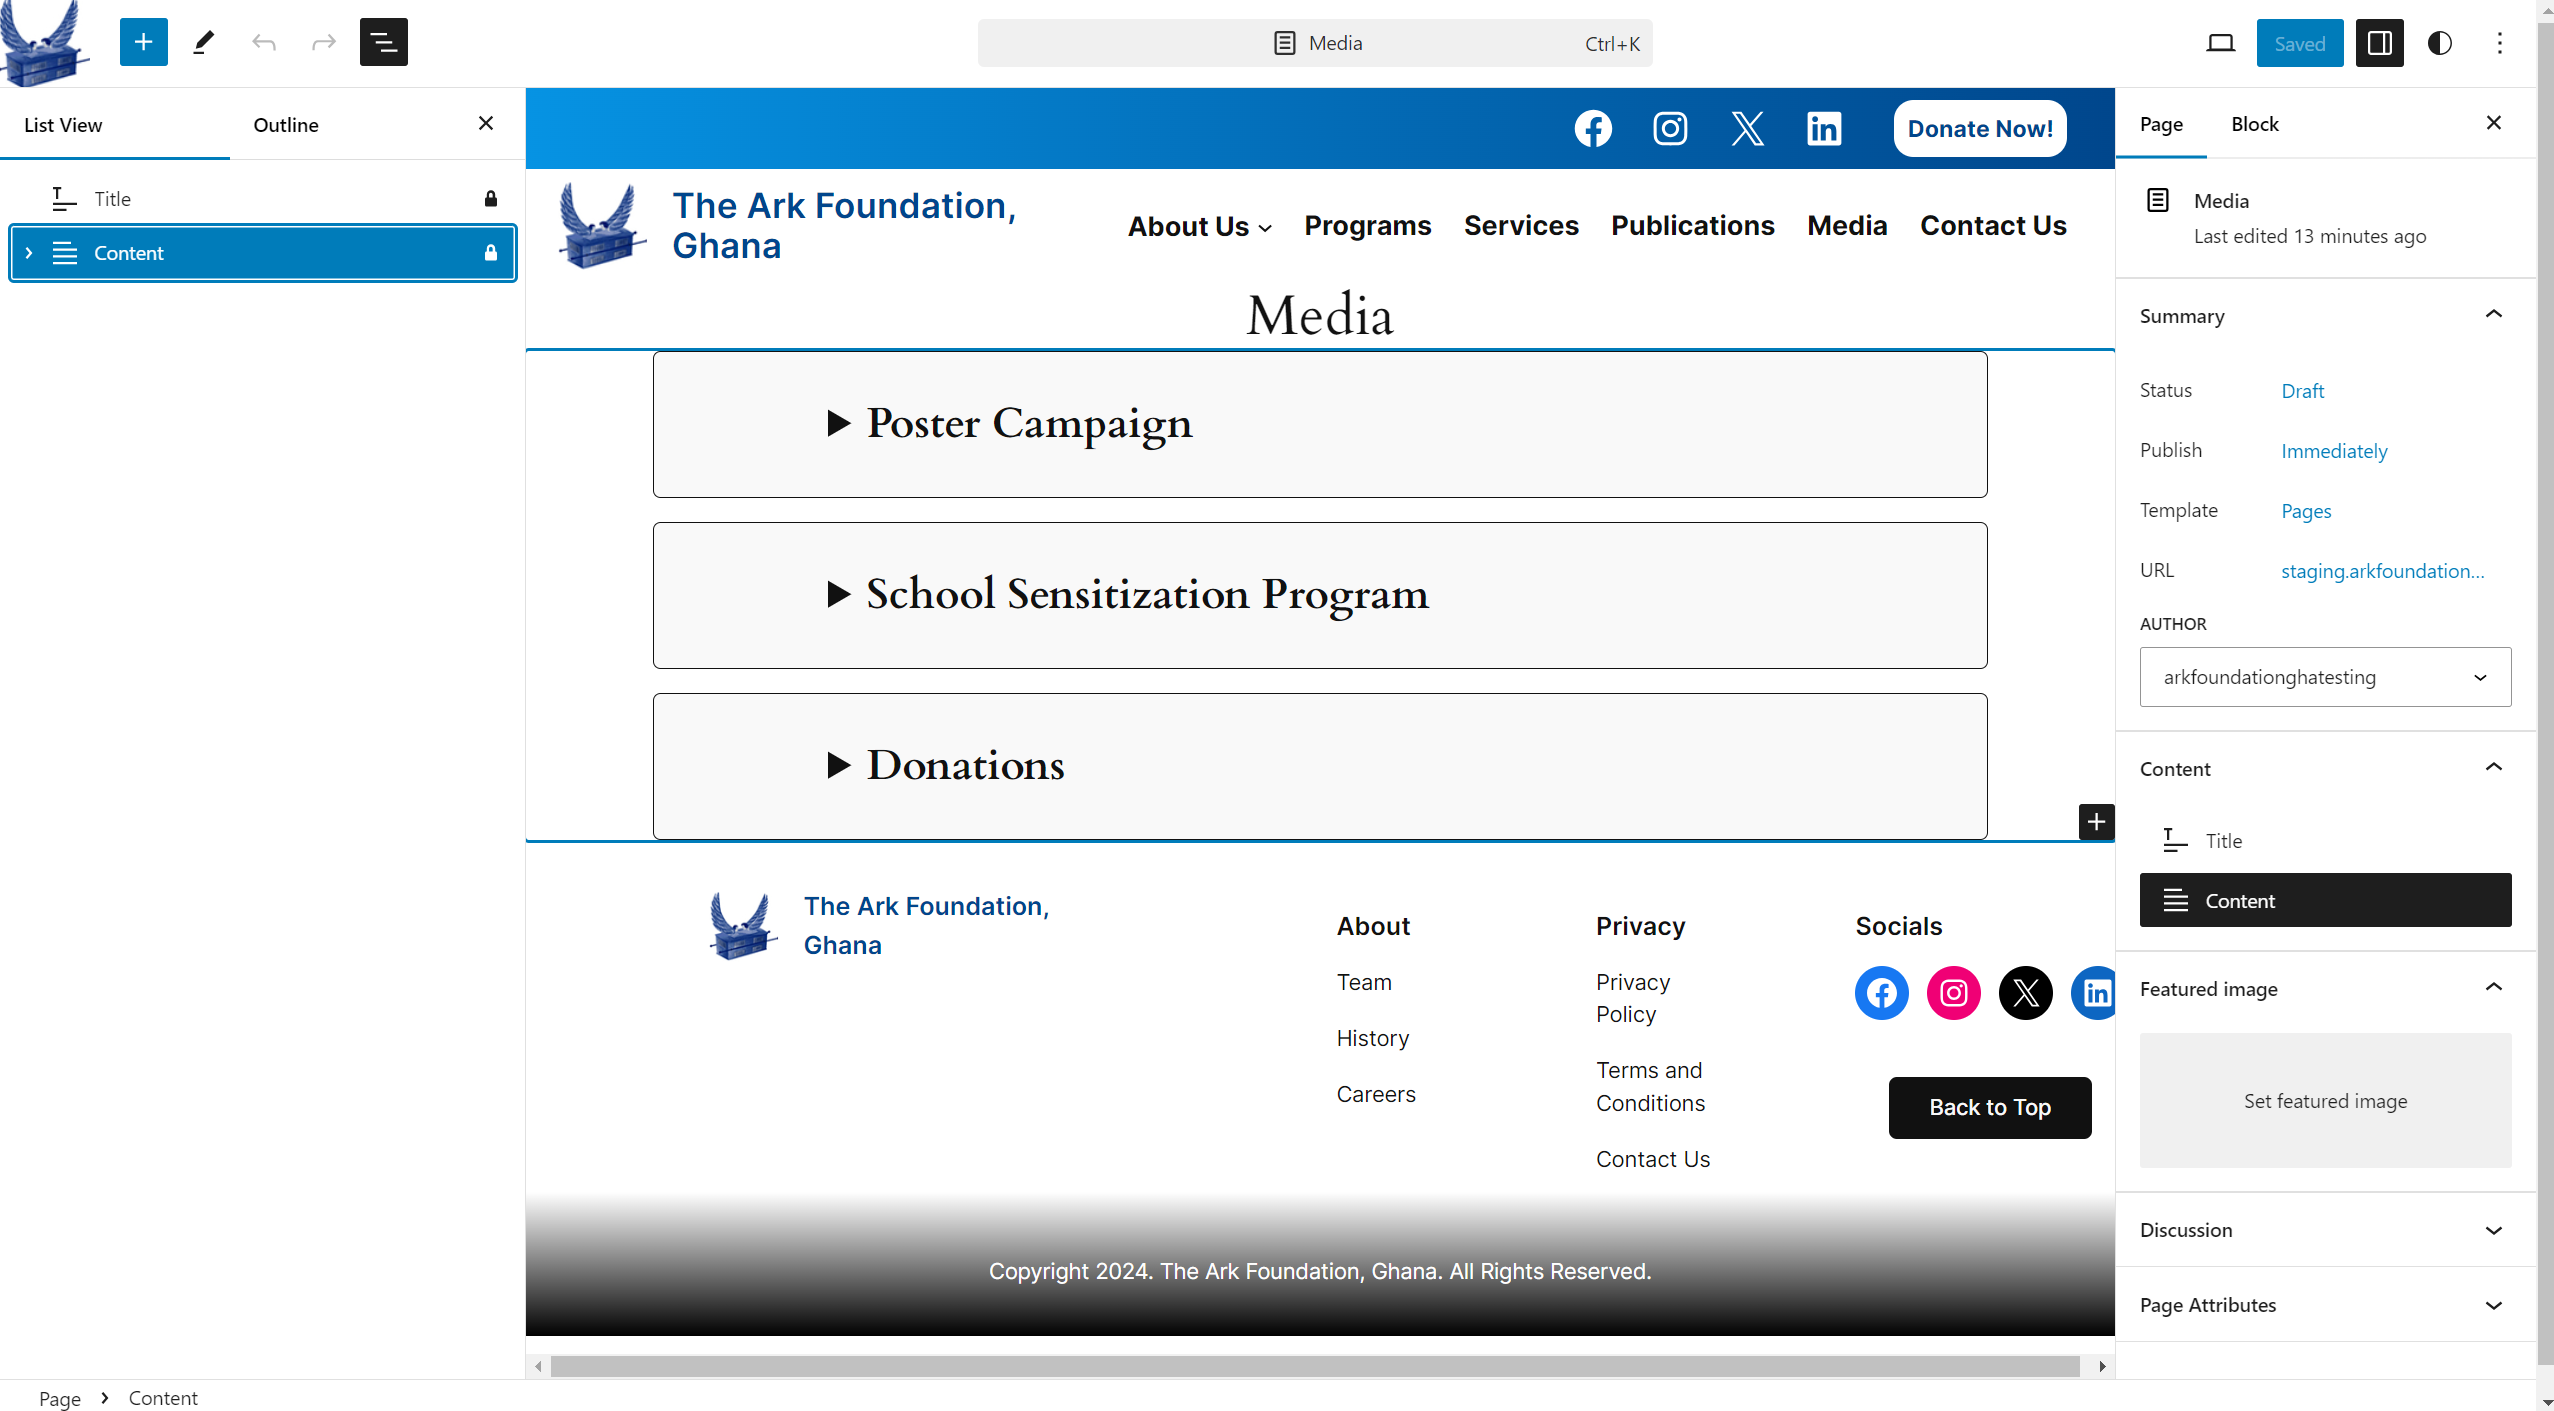 Media
Ctrl+K
Saved
List View
Outline
Title
Content
Donate Now!
The Ark Foundation,
Ghana
About Us
Programs
Services
Publications
Media
Contact Us
Media
Poster Campaign
School Sensitization Program
Donations
The Ark Foundation,
Ghana
About
Team
History
Careers
Privacy
Privacy
Policy
Terms and
Conditions
Contact Us
Socials
Back to Top
Copyright 2024. The Ark Foundation, Ghana. All Rights Reserved.
Page
Block
Media
Last edited 13 minutes ago
Summary
Status
Draft
Publish
Immediately
Template
Pages
URL
staging.arkfoundation...
AUTHOR
arkfoundationghatesting
Content
Title
Content
Featured image
Set featured image
Discussion
Page Attributes
Page
Content